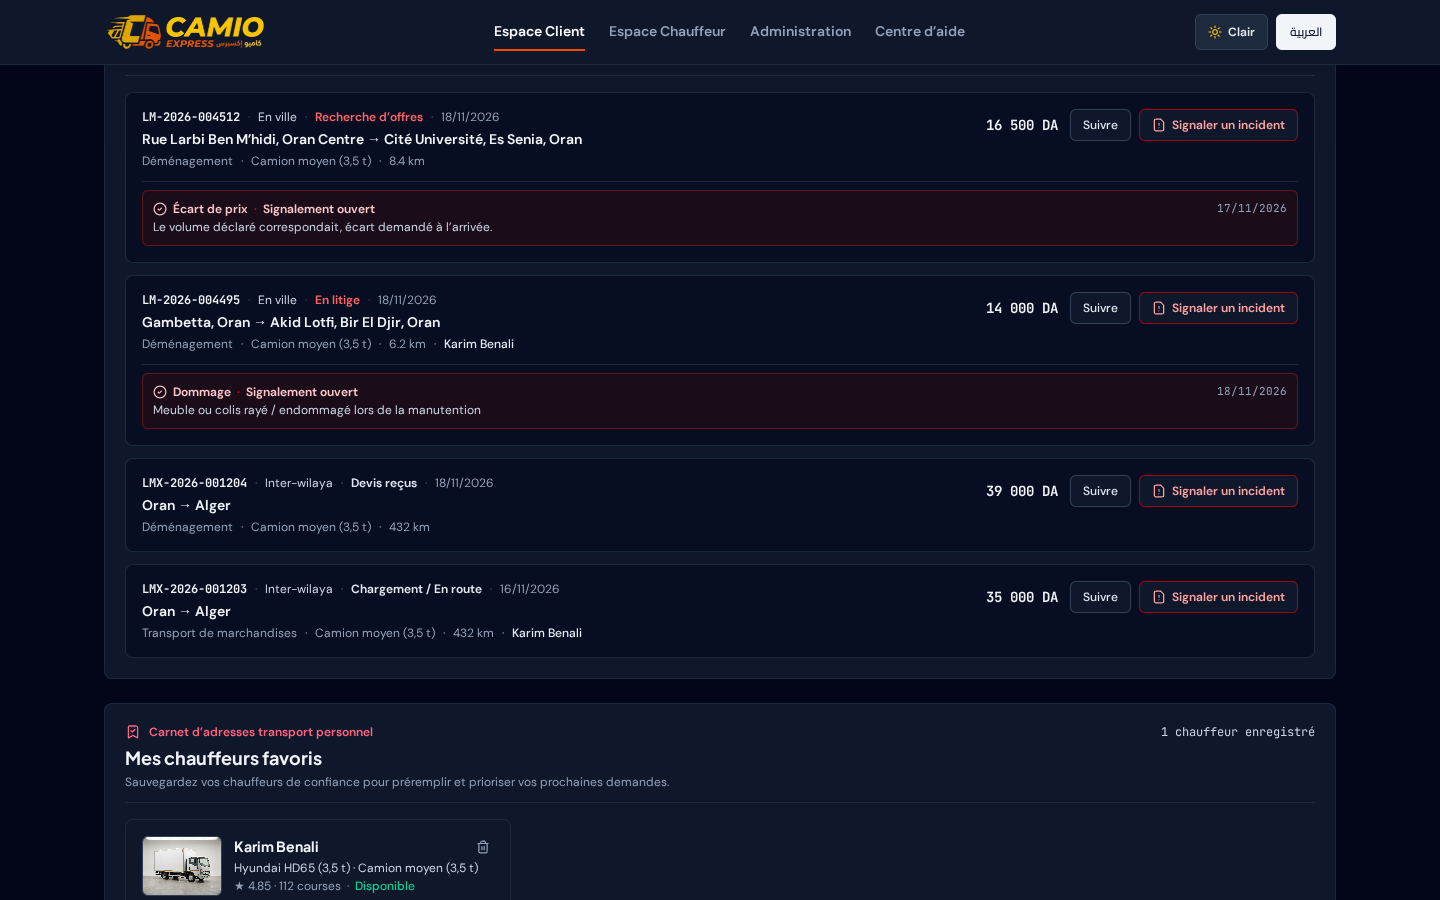 CAMIO
EXPRESS كاميو إكسبريس
Espace Client
Espace Chauffeur
Administration
Centre d’aide
Clair
العربية
LM-2026-004512 · En ville · Recherche d’offres · 18/11/2026
Rue Larbi Ben M’hidi, Oran Centre → Cité Université, Es Senia, Oran
Déménagement · Camion moyen (3,5 t) · 8.4 km
16 500 DA
Suivre
Signaler un incident
Écart de prix · Signalement ouvert
17/11/2026
Le volume déclaré correspondait, écart demandé à l’arrivée.
LM-2026-004495 · En ville · En litige · 18/11/2026
Gambetta, Oran → Akid Lotfi, Bir El Djir, Oran
Déménagement · Camion moyen (3,5 t) · 6.2 km · Karim Benali
14 000 DA
Suivre
Signaler un incident
Dommage · Signalement ouvert
18/11/2026
Meuble ou colis rayé / endommagé lors de la manutention
LMX-2026-001204 · Inter-wilaya · Devis reçus · 18/11/2026
Oran → Alger
Déménagement · Camion moyen (3,5 t) · 432 km
39 000 DA
Suivre
Signaler un incident
LMX-2026-001203 · Inter-wilaya · Chargement / En route · 16/11/2026
Oran → Alger
Transport de marchandises · Camion moyen (3,5 t) · 432 km · Karim Benali
35 000 DA
Suivre
Signaler un incident
Carnet d’adresses transport personnel
1 chauffeur enregistré
Mes chauffeurs favoris
Sauvegardez vos chauffeurs de confiance pour préremplir et prioriser vos prochaines demandes.
Karim Benali
Hyundai HD65 (3,5 t) · Camion moyen (3,5 t)
★ 4.85 · 112 courses · Disponible